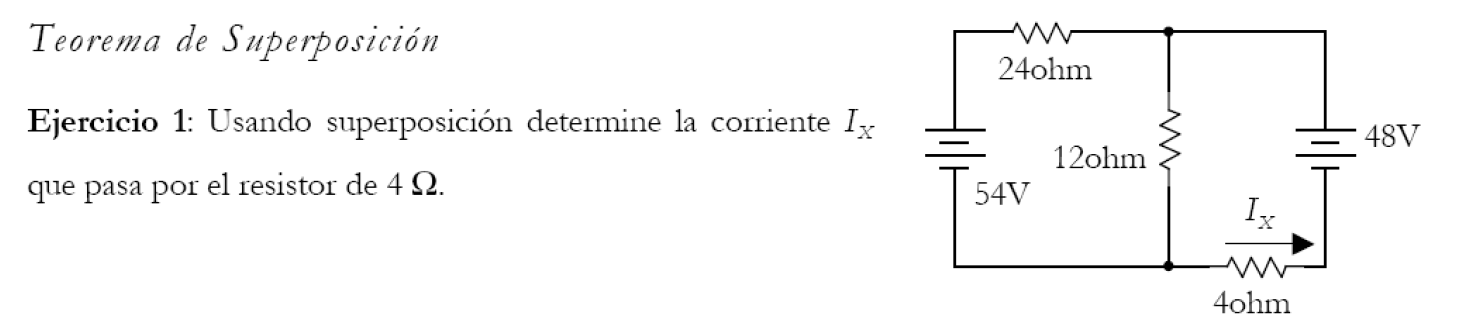 Teorema de Superposición
Ejercicio 1: Usando superposición determine la corriente I_X
que pasa por el resistor de 4 Ω.
24ohm
12ohm
54V
48V
I_X
4ohm